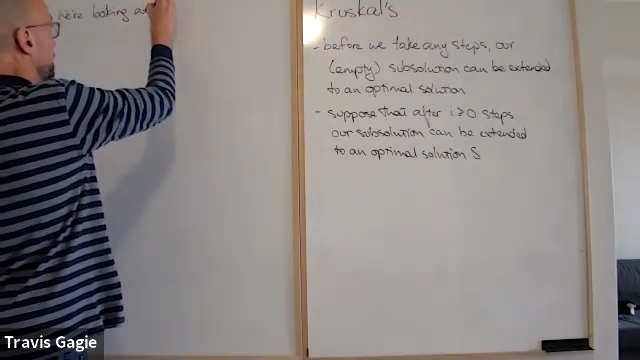 we're looking at
Kruskal's
- before we take any steps, our
(empty) subsolution can be extended
to an optimal solution
- suppose that after i ≥ 0 steps
our subsolution can be extended
to an optimal solution S
Travis Gagie